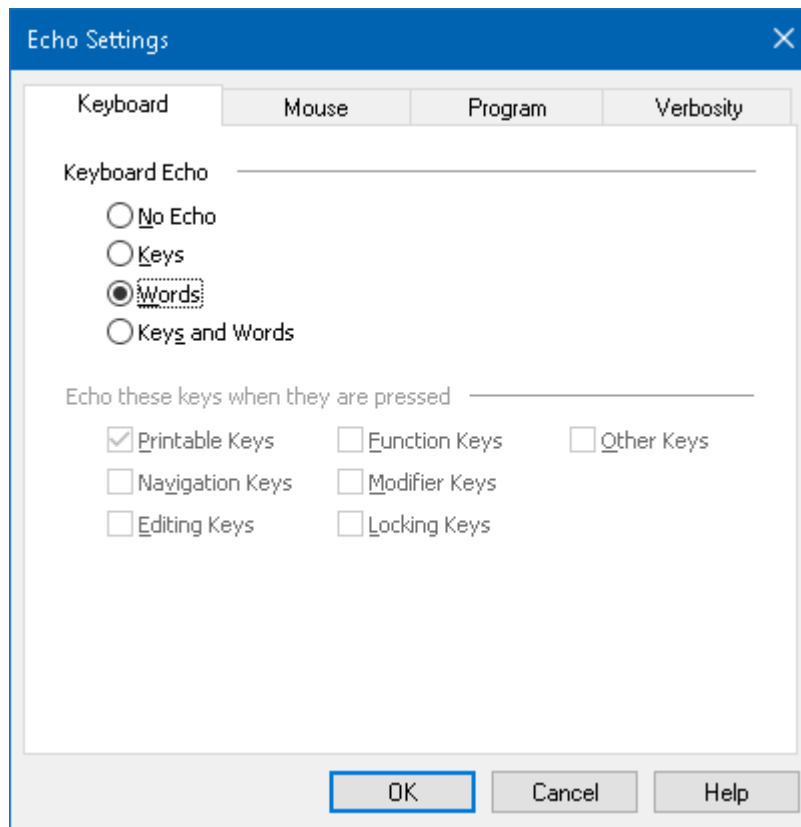 Echo Settings
Keyboard Mouse Program Verbosity
Keyboard Echo
No Echo
Keys
Words
Keys and Words
Echo these keys when they are pressed
Printable Keys Function Keys Other Keys
Navigation Keys Modifier Keys
Editing Keys Locking Keys
OK Cancel Help